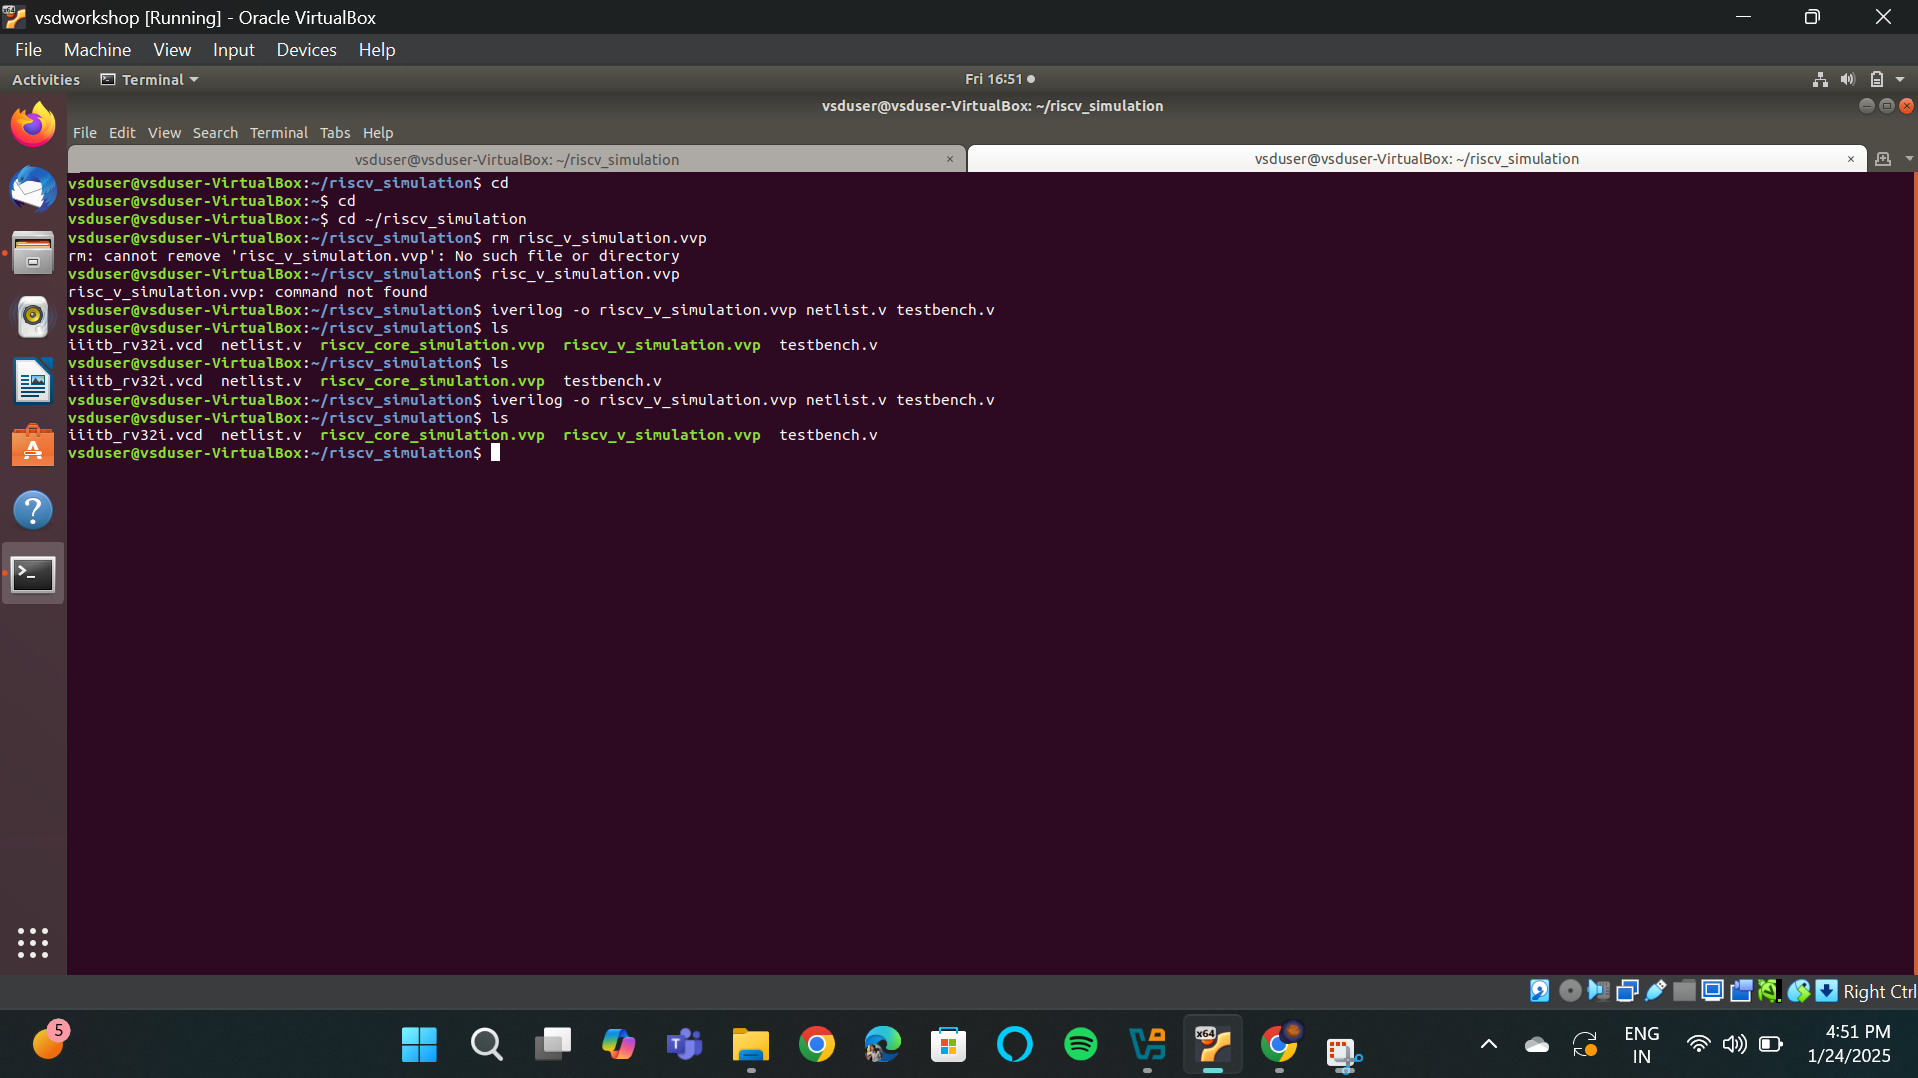 vsdworkshop [Running] - Oracle VirtualBox
File Machine View Input Devices Help
Activities Terminal Fri 16:51
vsduser@vsduser-VirtualBox: ~/riscv_simulation
File Edit View Search Terminal Tabs Help
vsduser@vsduser-VirtualBox: ~/riscv_simulation × vsduser@vsduser-VirtualBox: ~/riscv_simulation ×
vsduser@vsduser-VirtualBox:~/riscv_simulation$ cd
vsduser@vsduser-VirtualBox:~$ cd
vsduser@vsduser-VirtualBox:~$ cd ~/riscv_simulation
vsduser@vsduser-VirtualBox:~/riscv_simulation$ rm risc_v_simulation.vvp
rm: cannot remove 'risc_v_simulation.vvp': No such file or directory
vsduser@vsduser-VirtualBox:~/riscv_simulation$ risc_v_simulation.vvp
risc_v_simulation.vvp: command not found
vsduser@vsduser-VirtualBox:~/riscv_simulation$ iverilog -o riscv_v_simulation.vvp netlist.v testbench.v
vsduser@vsduser-VirtualBox:~/riscv_simulation$ ls
iiitb_rv32i.vcd netlist.v riscv_core_simulation.vvp riscv_v_simulation.vvp testbench.v
vsduser@vsduser-VirtualBox:~/riscv_simulation$ ls
iiitb_rv32i.vcd netlist.v riscv_core_simulation.vvp testbench.v
vsduser@vsduser-VirtualBox:~/riscv_simulation$ iverilog -o riscv_v_simulation.vvp netlist.v testbench.v
vsduser@vsduser-VirtualBox:~/riscv_simulation$ ls
iiitb_rv32i.vcd netlist.v riscv_core_simulation.vvp riscv_v_simulation.vvp testbench.v
vsduser@vsduser-VirtualBox:~/riscv_simulation$
Right Ctrl
5
x64
ENG
IN
4:51 PM
1/24/2025